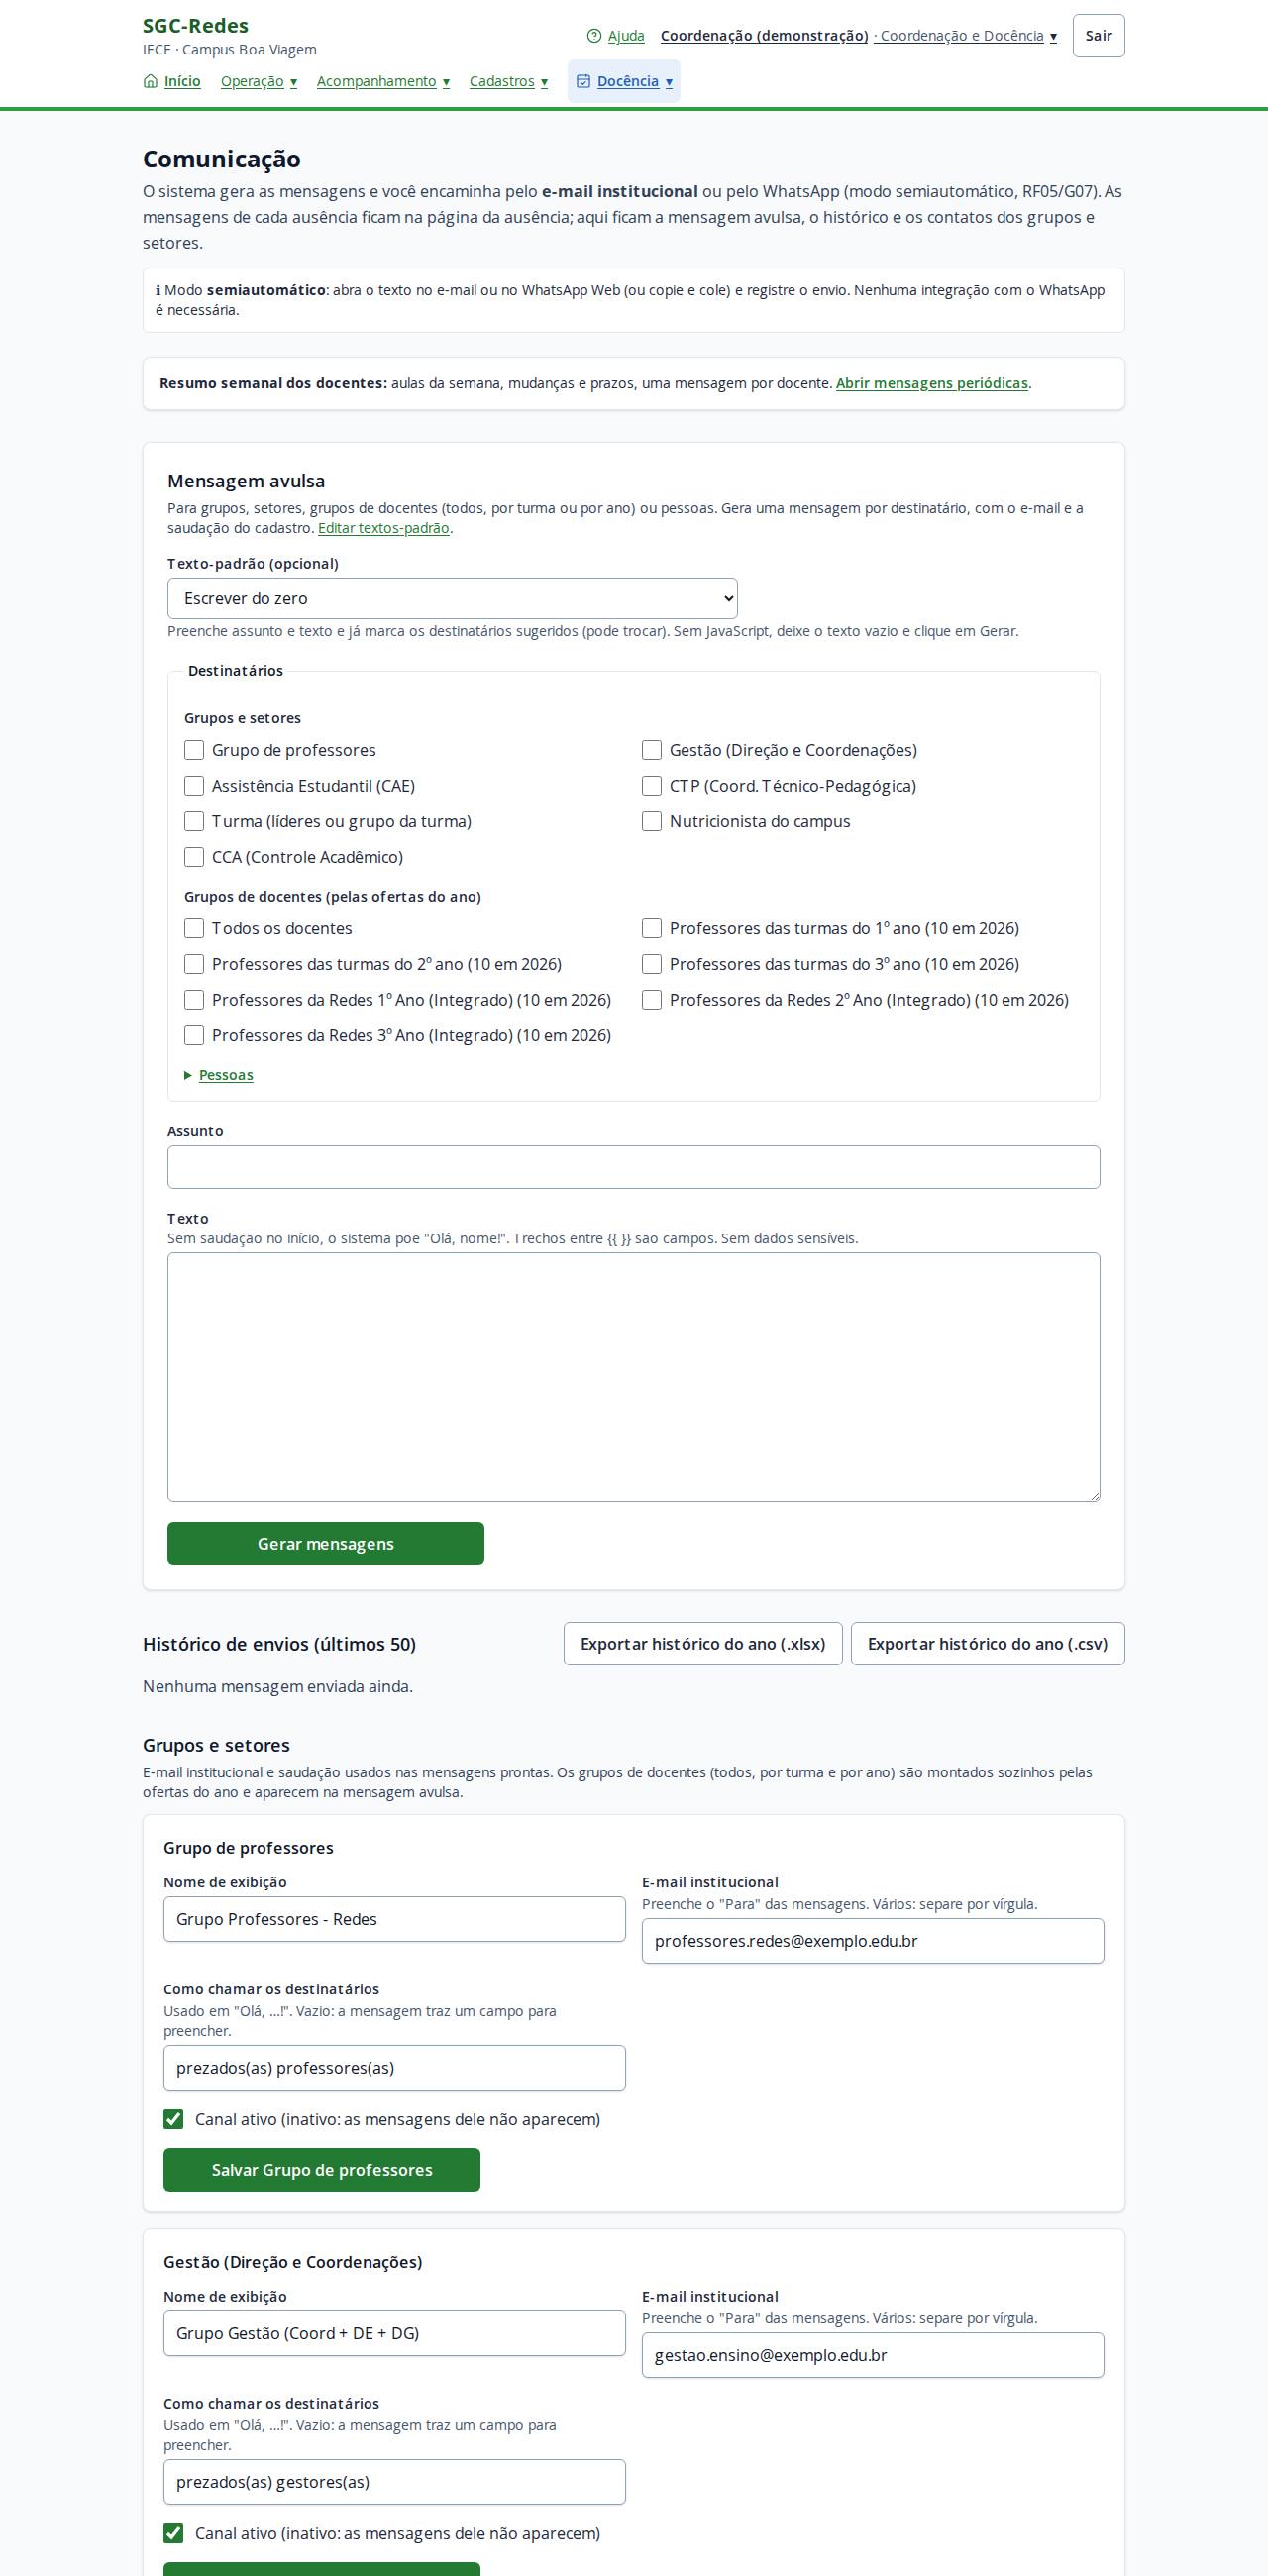 SGC-Redes
IFCE · Campus Boa Viagem
Ajuda
Coordenação (demonstração) · Coordenação e Docência ▾
Sair
Início
Operação ▾
Acompanhamento ▾
Cadastros ▾
Docência ▾
Comunicação
O sistema gera as mensagens e você encaminha pelo e-mail institucional ou pelo WhatsApp (modo semiautomático, RF05/G07). As
mensagens de cada ausência ficam na página da ausência; aqui ficam a mensagem avulsa, o histórico e os contatos dos grupos e
setores.
ℹ Modo semiautomático: abra o texto no e-mail ou no WhatsApp Web (ou copie e cole) e registre o envio. Nenhuma integração com o WhatsApp
é necessária.
Resumo semanal dos docentes: aulas da semana, mudanças e prazos, uma mensagem por docente. Abrir mensagens periódicas.
Mensagem avulsa
Para grupos, setores, grupos de docentes (todos, por turma ou por ano) ou pessoas. Gera uma mensagem por destinatário, com o e-mail e a
saudação do cadastro. Editar textos-padrão.
Texto-padrão (opcional)
Escrever do zero
Preenche assunto e texto e já marca os destinatários sugeridos (pode trocar). Sem JavaScript, deixe o texto vazio e clique em Gerar.
Destinatários
Grupos e setores
Grupo de professores
Gestão (Direção e Coordenações)
Assistência Estudantil (CAE)
CTP (Coord. Técnico-Pedagógica)
Turma (líderes ou grupo da turma)
Nutricionista do campus
CCA (Controle Acadêmico)
Grupos de docentes (pelas ofertas do ano)
Todos os docentes
Professores das turmas do 1º ano (10 em 2026)
Professores das turmas do 2º ano (10 em 2026)
Professores das turmas do 3º ano (10 em 2026)
Professores da Redes 1º Ano (Integrado) (10 em 2026)
Professores da Redes 2º Ano (Integrado) (10 em 2026)
Professores da Redes 3º Ano (Integrado) (10 em 2026)
▶ Pessoas
Assunto
Texto
Sem saudação no início, o sistema põe "Olá, nome!". Trechos entre {{ }} são campos. Sem dados sensíveis.
Gerar mensagens
Histórico de envios (últimos 50)
Exportar histórico do ano (.xlsx)
Exportar histórico do ano (.csv)
Nenhuma mensagem enviada ainda.
Grupos e setores
E-mail institucional e saudação usados nas mensagens prontas. Os grupos de docentes (todos, por turma e por ano) são montados sozinhos pelas
ofertas do ano e aparecem na mensagem avulsa.
Grupo de professores
Nome de exibição
Grupo Professores - Redes
E-mail institucional
Preenche o "Para" das mensagens. Vários: separe por vírgula.
professores.redes@exemplo.edu.br
Como chamar os destinatários
Usado em "Olá, ...!". Vazio: a mensagem traz um campo para
preencher.
prezados(as) professores(as)
Canal ativo (inativo: as mensagens dele não aparecem)
Salvar Grupo de professores
Gestão (Direção e Coordenações)
Nome de exibição
Grupo Gestão (Coord + DE + DG)
E-mail institucional
Preenche o "Para" das mensagens. Vários: separe por vírgula.
gestao.ensino@exemplo.edu.br
Como chamar os destinatários
Usado em "Olá, ...!". Vazio: a mensagem traz um campo para
preencher.
prezados(as) gestores(as)
Canal ativo (inativo: as mensagens dele não aparecem)